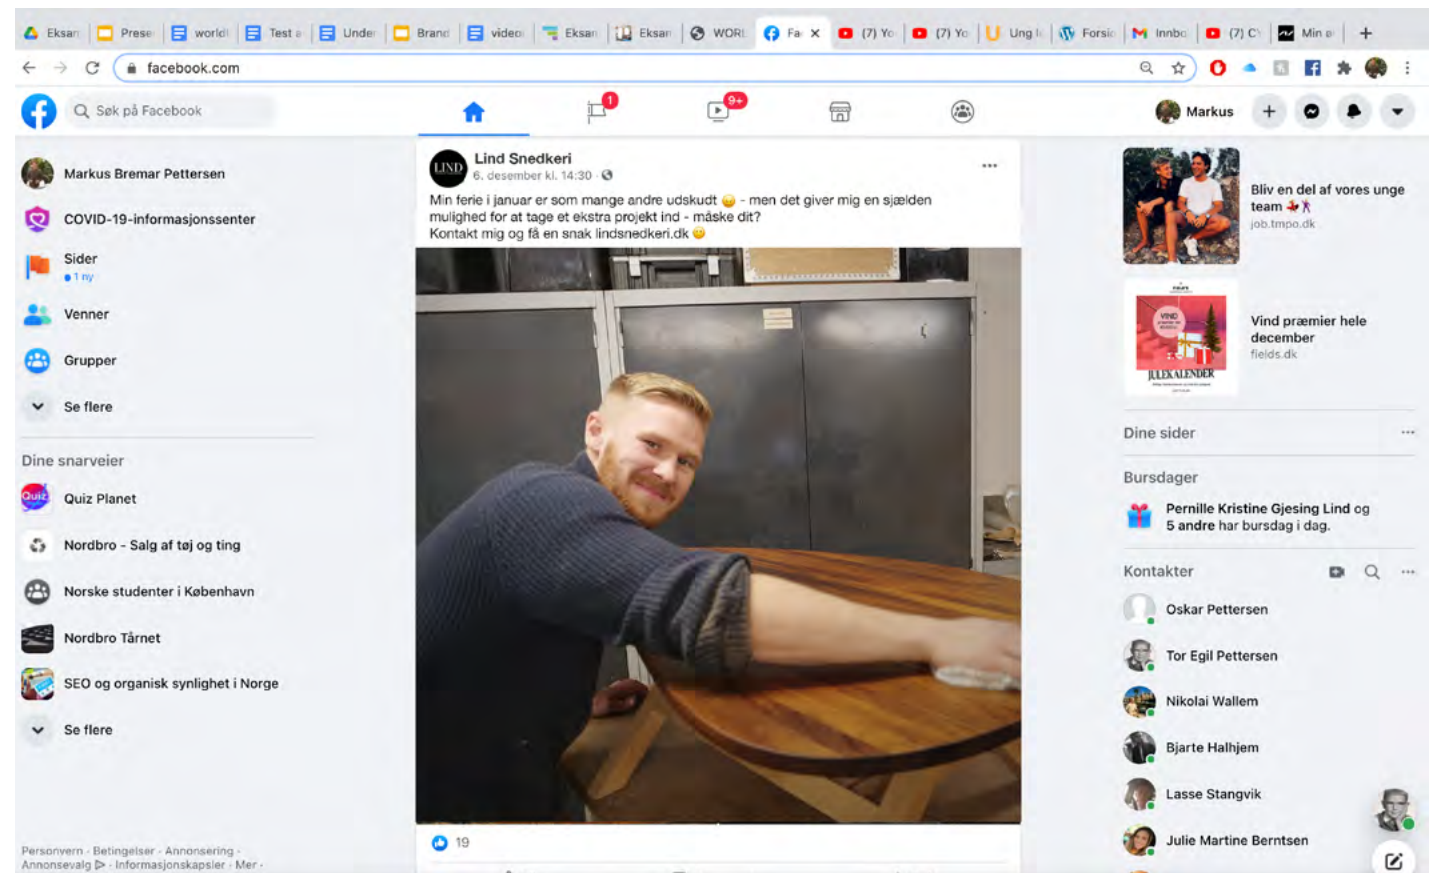 Eksan
Prese
world
Test a
Under
Brand
video
Eksan
Eksan
WORL
Fa
(7) Yo
(7) Yo
Ung I
Forsid
Innbo
(7) C
Min
facebook.com
Søk på Facebook
1
9+
Markus
Markus Bremar Pettersen
COVID-19-informasjonssenter
Sider
1 ny
Venner
Grupper
Se flere
Dine snarveier
Quiz
Quiz Planet
Nordbro - Salg af tøj og ting
Norske studenter i København
Nordbro Tårnet
SEO og organisk synlighet i Norge
Se flere
Personvern · Betingelser · Annonsering ·
Annonsevalg · Informasjonskapsler · Mer ·
LIND
Lind Snedkeri
6. desember kl. 14:30 ·
Min ferie i januar er som mange andre udskudt 😄 - men det giver mig en sjælden
mulighed for at tage et ekstra projekt ind - måske dit?
Kontakt mig og få en snak lindsnedkeri.dk 😊
19
Bliv en del af vores unge
team 💃🕺
job.tmpo.dk
VIND
JULEKALENDER
Vind præmier hele
december
fields.dk
Dine sider
Bursdager
Pernille Kristine Gjesing Lind og
5 andre har bursdag i dag.
Kontakter
Oskar Pettersen
Tor Egil Pettersen
Nikolai Wallem
Bjarte Halhjem
Lasse Stangvik
Julie Martine Berntsen